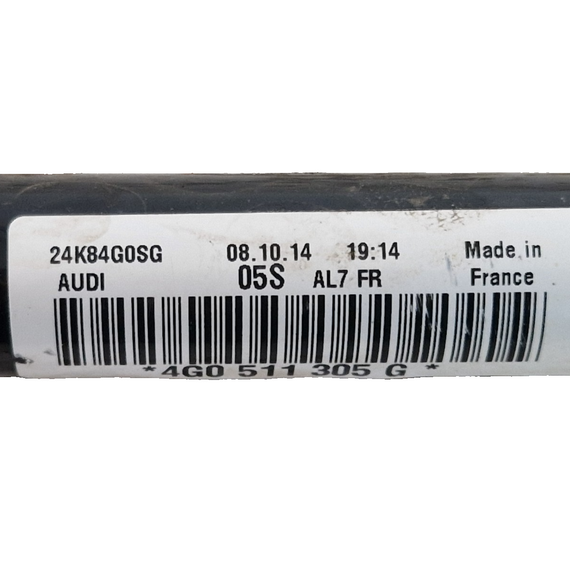 24K84G0SG 08.10.14 19:14 Made in
AUDI 05S AL7 FR France
*4G0 511 305 G *